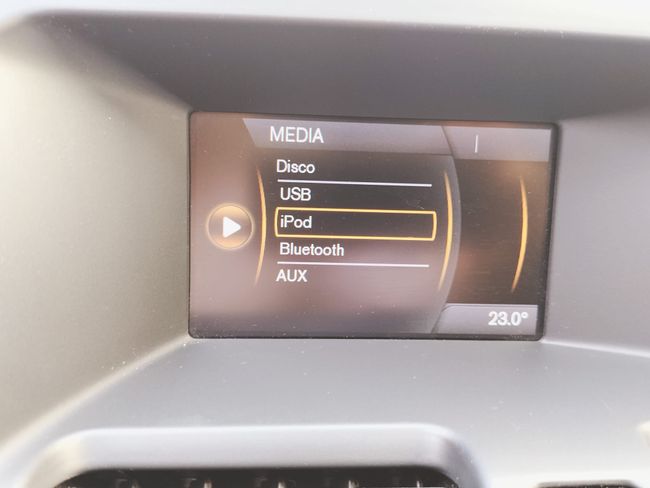 MEDIA
Disco
USB
iPod
Bluetooth
AUX
23.0°